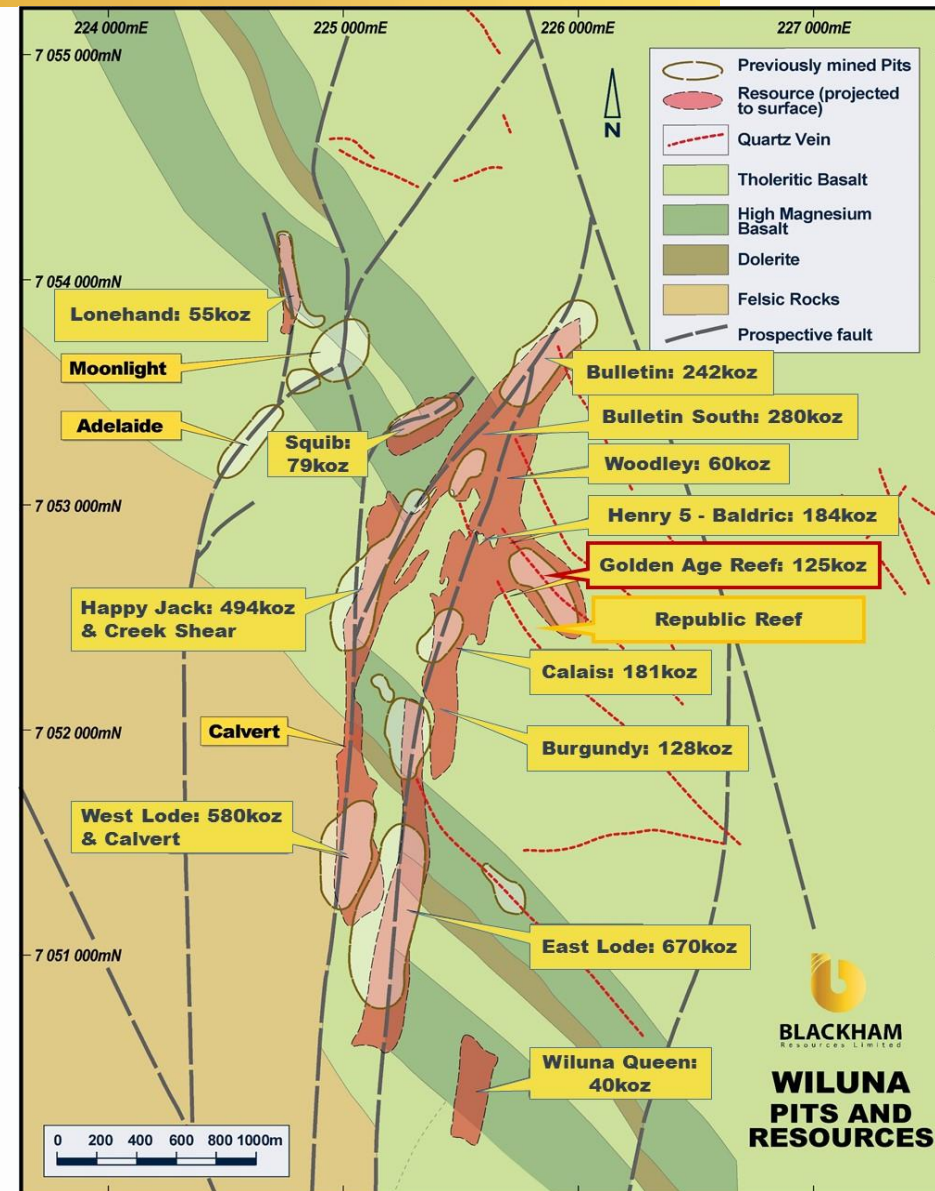 224 000mE
225 000mE
226 000mE
227 000mE
7 055 000mN
Previously mined Pits
Resource (projected
to surface)
Quartz Vein
Tholeritic Basalt
High Magnesium
Basalt
Dolerite
Felsic Rocks
Prospective fault
N
7 054 000mN
Lonehand: 55koz
Moonlight
Adelaide
Squib:
79koz
Bulletin: 242koz
Bulletin South: 280koz
Woodley: 60koz
7 053 000mN
Henry 5 - Baldric: 184koz
Golden Age Reef: 125koz
Republic Reef
Happy Jack: 494koz
& Creek Shear
Calais: 181koz
7 052 000mN
Calvert
Burgundy: 128koz
West Lode: 580koz
& Calvert
East Lode: 670koz
7 051 000mN
Wiluna Queen:
40koz
BLACKHAM
Resources Limited
WILUNA
PITS AND
RESOURCES
0 200 400 600 800 1000m